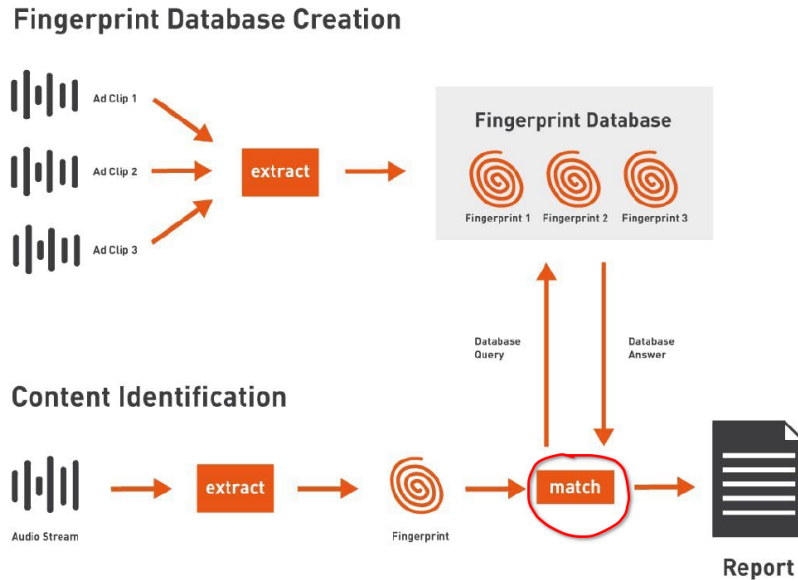 Fingerprint Database Creation
Ad Clip 1
Ad Clip 2
Ad Clip 3
extract
Fingerprint Database
Fingerprint 1
Fingerprint 2
Fingerprint 3
Database
Query
Database
Answer
Content Identification
Audio Stream
extract
Fingerprint
match
Report